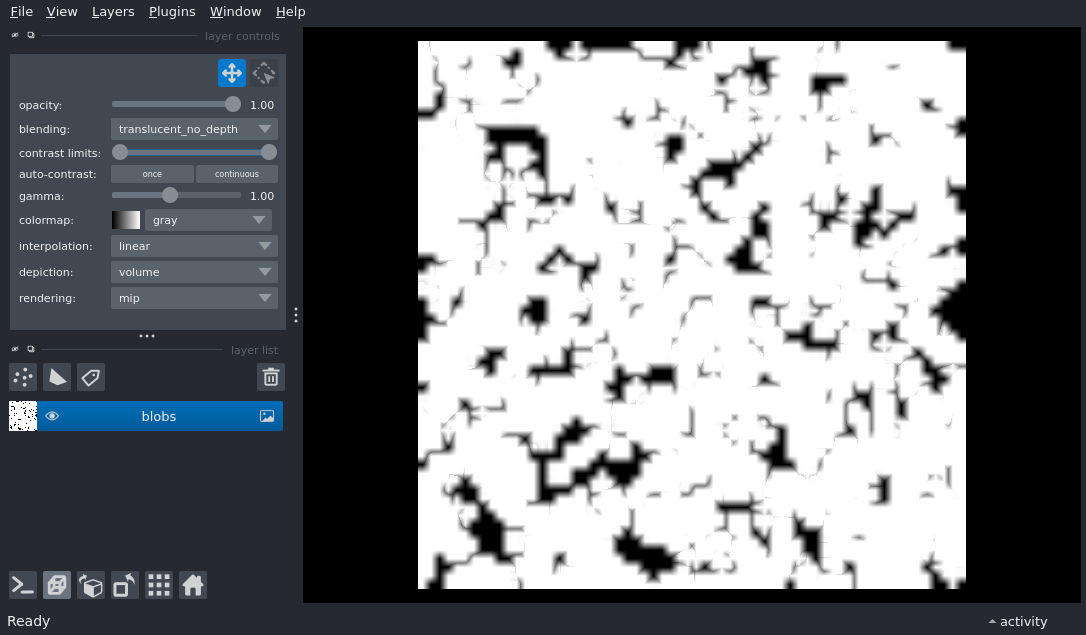 File View Layers Plugins Window Help
layer controls
opacity: 1.00
blending: translucent_no_depth
contrast limits:
auto-contrast: once continuous
gamma: 1.00
colormap: gray
interpolation: linear
depiction: volume
rendering: mip
layer list
blobs
Ready
activity